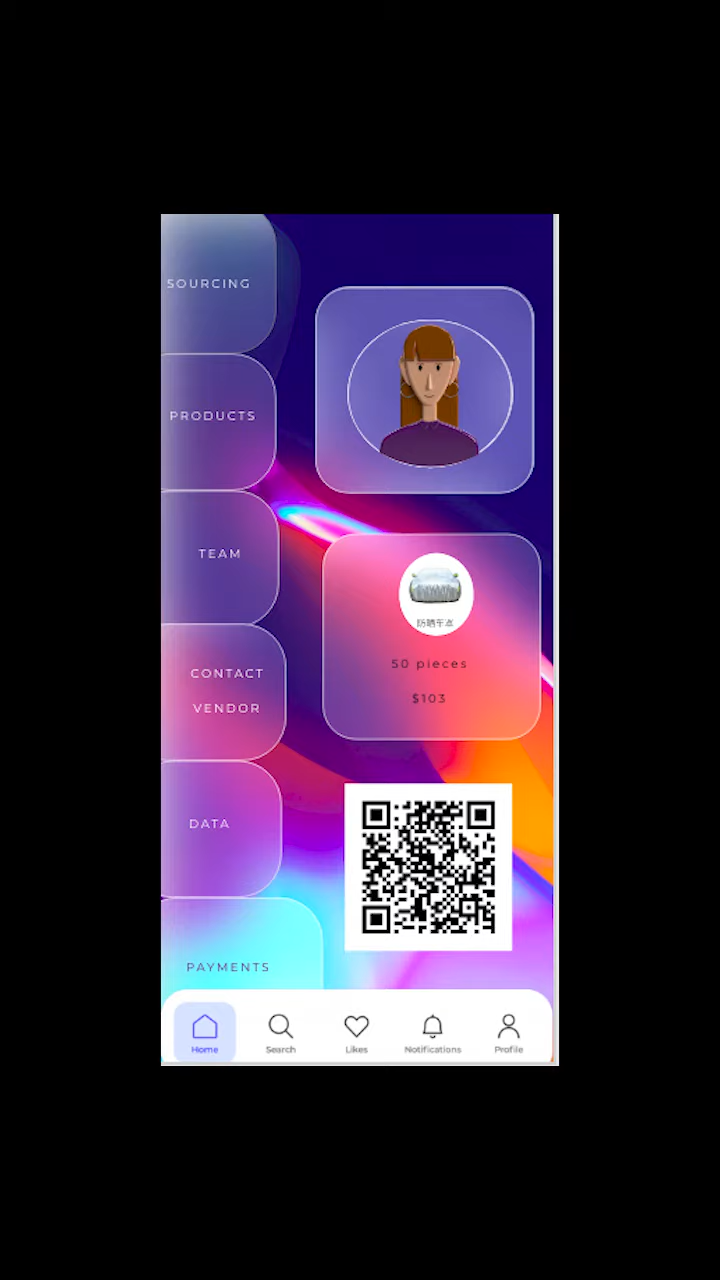 SOURCING
PRODUCTS
TEAM
CONTACT
VENDOR
DATA
PAYMENTS
防晒车罩
50 pieces
$103
Home
Search
Likes
Notifications
Profile